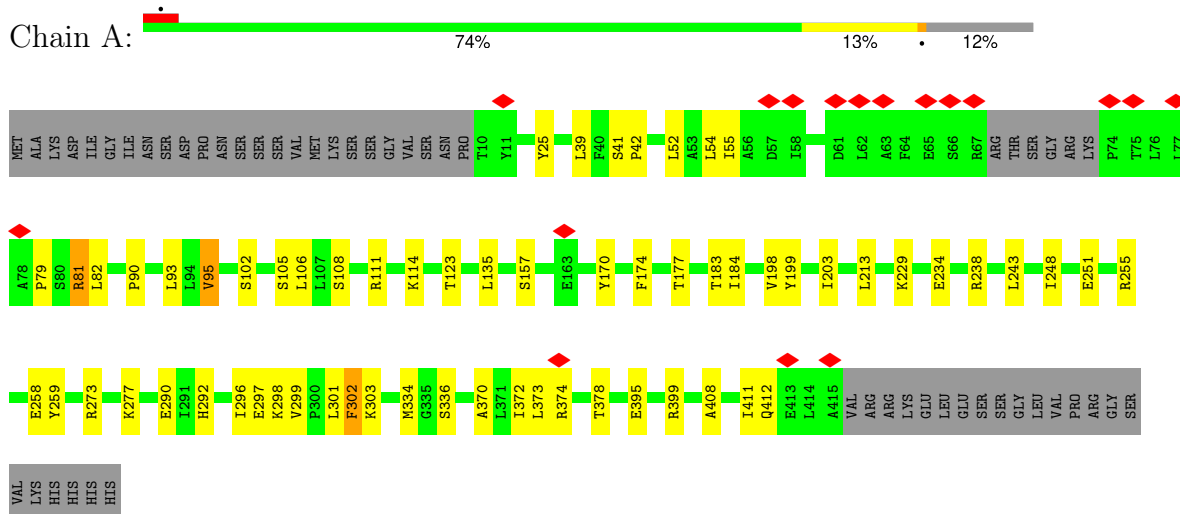 Chain A:
•
74% 13% • 12%
MET ALA LYS ASP ILE GLY ILE ASN SER ASP PRO ASN SER SER SER VAL MET LYS SER SER GLY VAL SER ASN PRO T10 Y11 Y25 L39 F40 S41 P42 L52 A53 L54 I55 A56 D57 I58 D61 L62 A63 F64 E65 S66 R67 ARG THR SER GLY ARG LYS P74 T75 L76 L77
A78 P79 S80 R81 L82 P90 L93 L94 V95 S102 S105 L106 L107 S108 R111 K114 T123 L135 S157 E163 Y170 F174 T177 T183 I184 V198 Y199 I203 L213 K229 E234 R238 L243 I248 E251 R255
E258 Y259 R273 K277 E290 I291 H292 I296 E297 K298 V299 P300 L301 F302 K303 M334 G335 S336 A370 L371 I372 L373 R374 T378 E395 R399 A408 I411 Q412 E413 L414 A415 VAL ARG ARG LYS GLU LEU GLU SER SER GLY LEU VAL PRO ARG GLY SER
VAL LYS HIS HIS HIS HIS